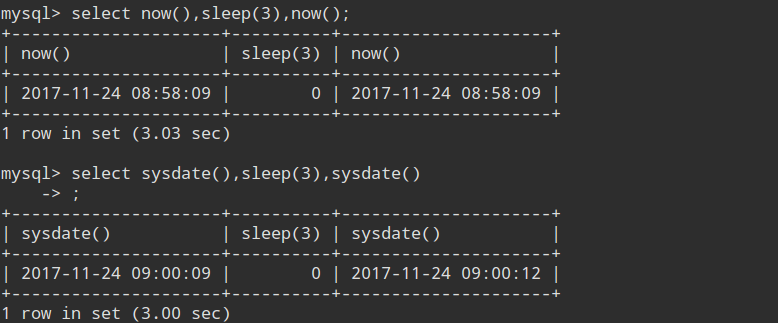 mysql> select now(),sleep(3),now();
+---------------------+----------+---------------------+
| now()               | sleep(3) | now()               |
+---------------------+----------+---------------------+
| 2017-11-24 08:58:09 |        0 | 2017-11-24 08:58:09 |
+---------------------+----------+---------------------+
1 row in set (3.03 sec)

mysql> select sysdate(),sleep(3),sysdate()
    -> ;
+---------------------+----------+---------------------+
| sysdate()           | sleep(3) | sysdate()           |
+---------------------+----------+---------------------+
| 2017-11-24 09:00:09 |        0 | 2017-11-24 09:00:12 |
+---------------------+----------+---------------------+
1 row in set (3.00 sec)